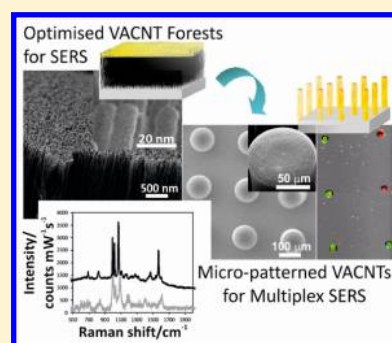 Optimised VACNT Forests
for SERS
20 nm
500 nm
50 µm
100 µm
Intensity/
counts mW⁻¹s⁻¹
Raman shift/cm⁻¹
Micro-patterned VACNTs
for Multiplex SERS